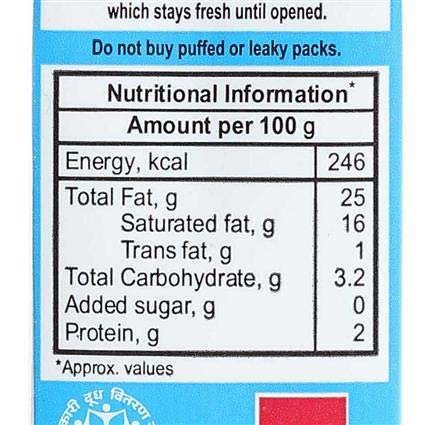 which stays fresh until opened.
Do not buy puffed or leaky packs.
Nutritional Information*
Amount per 100 g
Energy, kcal 246
Total Fat, g 25
Saturated fat, g 16
Trans fat, g 1
Total Carbohydrate, g 3.2
Added sugar, g 0
Protein, g 2
*Approx. values
कारी दूध वितरण